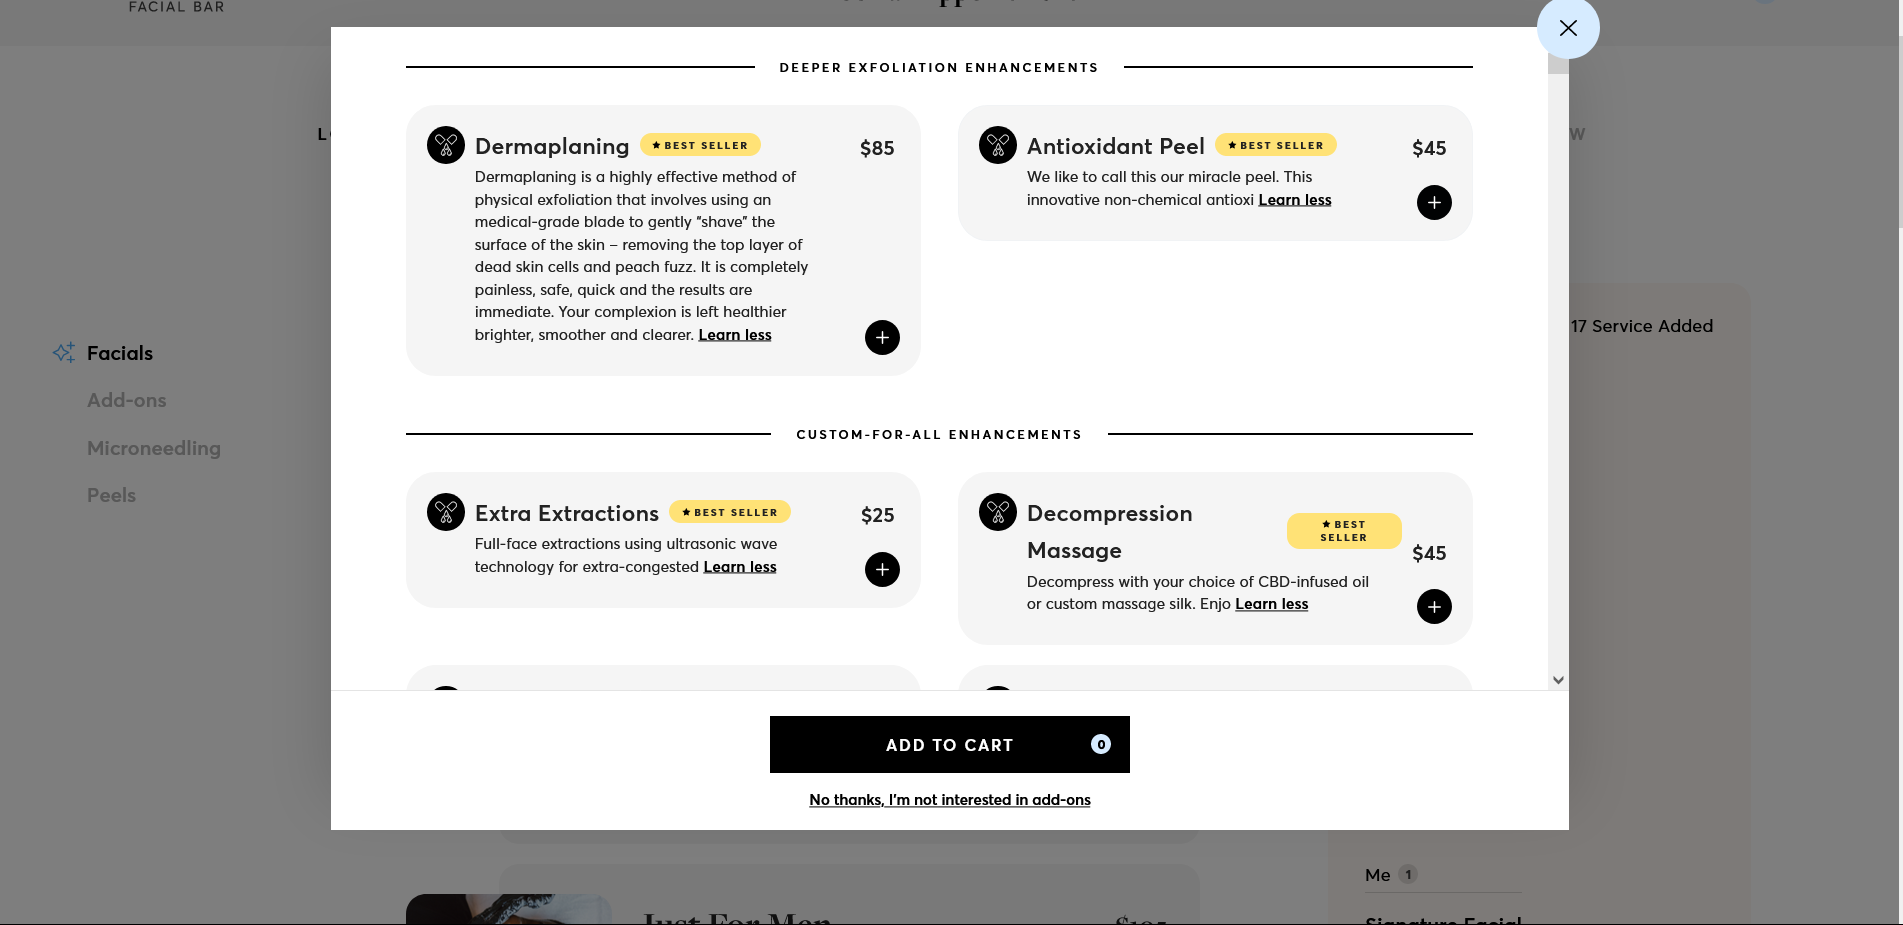 FACIAL BAR
DEEPER EXFOLIATION ENHANCEMENTS
Dermaplaning
BEST SELLER
$85
Dermaplaning is a highly effective method of
physical exfoliation that involves using an
medical-grade blade to gently “shave” the
surface of the skin – removing the top layer of
dead skin cells and peach fuzz. It is completely
painless, safe, quick and the results are
immediate. Your complexion is left healthier
brighter, smoother and clearer. Learn less
Antioxidant Peel
BEST SELLER
$45
We like to call this our miracle peel. This
innovative non-chemical antioxi Learn less
CUSTOM-FOR-ALL ENHANCEMENTS
Extra Extractions
BEST SELLER
$25
Full-face extractions using ultrasonic wave
technology for extra-congested Learn less
Decompression
Massage
BEST
SELLER
$45
Decompress with your choice of CBD-infused oil
or custom massage silk. Enjo Learn less
ADD TO CART
0
No thanks, I'm not interested in add-ons
Facials
Add-ons
Microneedling
Peels
17 Service Added
Me 1
Signature Facial
Just For Men
$105